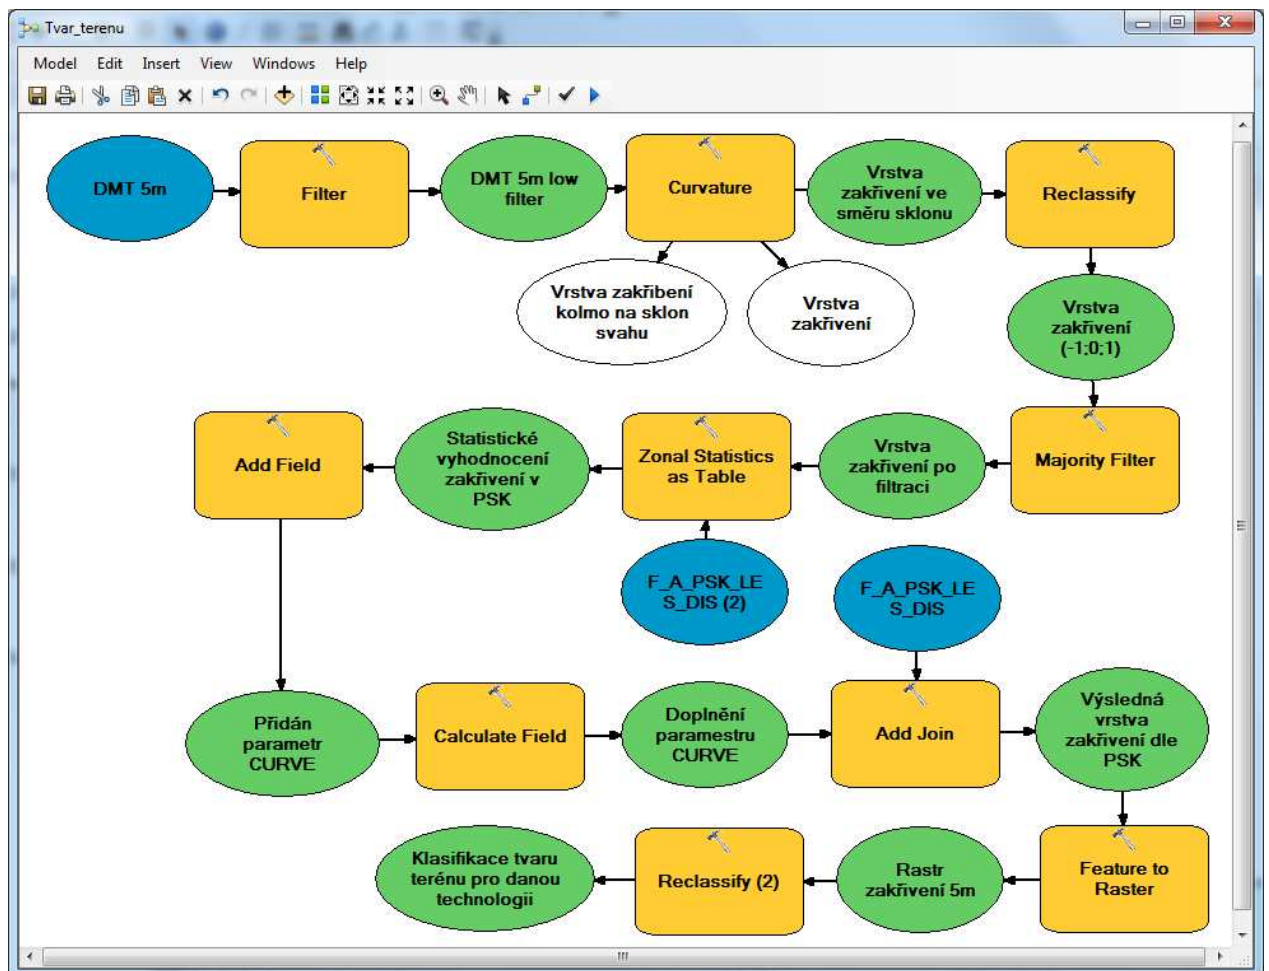 Tvar_terenu
Model Edit Insert View Windows Help
DMT 5m
Filter
DMT 5m low
filter
Curvature
Vrstva
zakřivení ve
směru sklonu
Reclassify
Vrstva zakřibení
kolmo na sklon
svahu
Vrstva
zakřivení
Vrstva
zakřivení
(-1;0;1)
Add Field
Statistické
vyhodnocení
zakřivení v
PSK
Zonal Statistics
as Table
Vrstva
zakřivení po
filtraci
Majority Filter
F_A_PSK_LE
S_DIS (2)
F_A_PSK_LE
S_DIS
Přidán
parametr
CURVE
Calculate Field
Doplnění
paramestru
CURVE
Add Join
Výsledná
vrstva
zakřivení dle
PSK
Klasifikace tvaru
terénu pro danou
technologii
Reclassify (2)
Rastr
zakřivení 5m
Feature to
Raster